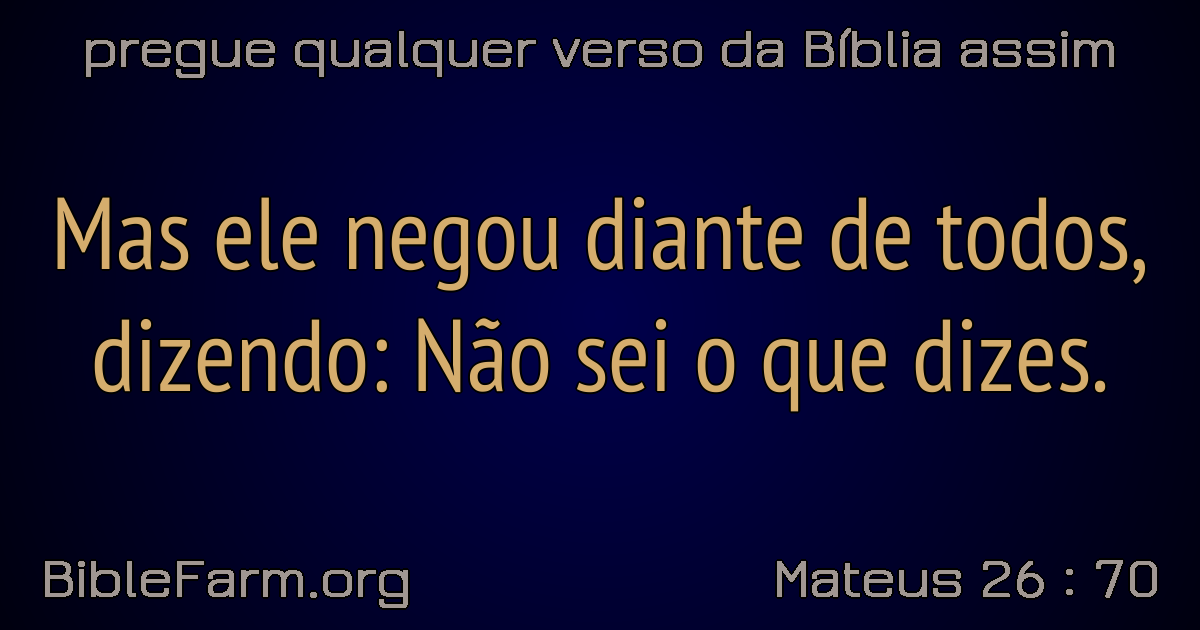 pregue qualquer verso da Bíblia assim
Mas ele negou diante de todos,
dizendo: Não sei o que dizes.
BibleFarm.org
Mateus 26 : 70